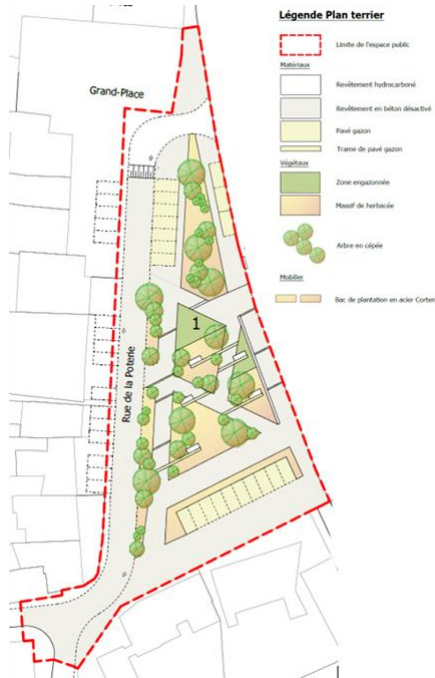 Légende Plan terrier
Limite de l'espace public
Matériaux
Revêtement hydrocarboné
Revêtement en béton désactivé
Pavé gazon
Trame de pavé gazon
Végétaux
Zone engazonnée
Massif de herbacée
Arbre en cépée
Mobilier
Bac de plantation en acier Corten
Grand-Place
1
Rue de la Poterie